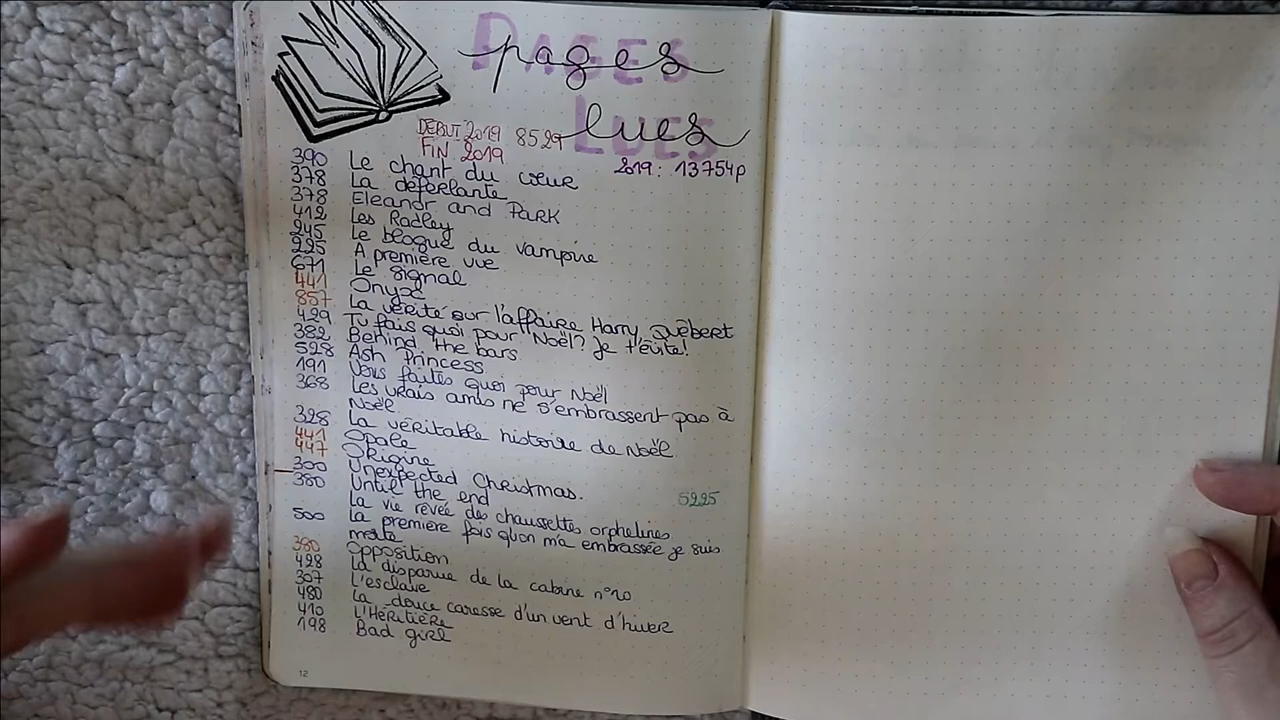 PAGES
pages
LUES
lues
DÉBUT 2019 8529
FIN 2019
2019: 13754p
390 Le chant du cœur
378 La déferlante
378 Eleanor and PARK
412 Les Radley
245 Le blogue du vampire
225 A première vue
671 Le signal
441 Onyx
857 La vérité sur l'affaire Harry Québert
429 Tu fais quoi pour Noël? Je t'évite!
382 Behind the bars
528 Ash Princess
191 Vous faites quoi pour Noël
368 Les vrais amis ne s'embrassent pas à
Noël
328 La véritable histoire de Noël
441 Opale
447 Origine
300 Unexpected Christmas.
380 Until the end 5225
La vie rêvée des chaussettes orphelines
500 La première fois qu'on m'a embrassée je suis
morte
380 Opposition
428 La disparue de la cabine n°10
307 L'esclave
480 La douce caresse d'un vent d'hiver
410 L'Héritière
198 Bad girl
12